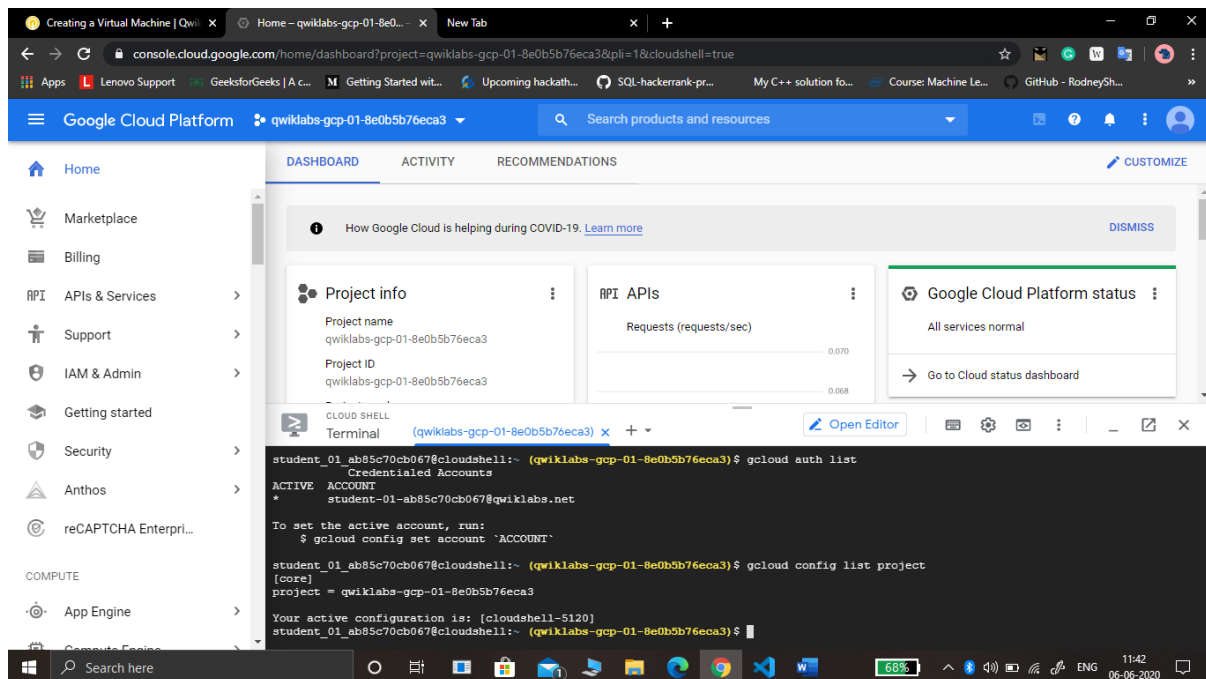 Creating a Virtual Machine | Qwi
Home – qwiklabs-gcp-01-8e0... –
New Tab
console.cloud.google.com/home/dashboard?project=qwiklabs-gcp-01-8e0b5b76eca3&pli=1&cloudshell=true
Apps
Lenovo Support
GeeksforGeeks | A c...
Getting Started wit...
Upcoming hackath...
SQL-hackerrank-pr...
My C++ solution fo...
Course: Machine Le...
GitHub - RodneySh...
»
Google Cloud Platform
qwiklabs-gcp-01-8e0b5b76eca3
Search products and resources
Home
Marketplace
Billing
API APIs & Services
Support
IAM & Admin
Getting started
Security
Anthos
reCAPTCHA Enterpri...
COMPUTE
App Engine
Compute Engine
DASHBOARD
ACTIVITY
RECOMMENDATIONS
CUSTOMIZE
How Google Cloud is helping during COVID-19. Learn more
DISMISS
Project info
Project name
qwiklabs-gcp-01-8e0b5b76eca3
Project ID
qwiklabs-gcp-01-8e0b5b76eca3
API APIs
Requests (requests/sec)
0.070
0.068
Google Cloud Platform status
All services normal
Go to Cloud status dashboard
CLOUD SHELL
Terminal
(qwiklabs-gcp-01-8e0b5b76eca3)
Open Editor
student_01_ab85c70cb067@cloudshell:~ (qwiklabs-gcp-01-8e0b5b76eca3)$ gcloud auth list
Credentialed Accounts
ACTIVE ACCOUNT
* student-01-ab85c70cb067@qwiklabs.net
To set the active account, run:
$ gcloud config set account `ACCOUNT`
student_01_ab85c70cb067@cloudshell:~ (qwiklabs-gcp-01-8e0b5b76eca3)$ gcloud config list project
[core]
project = qwiklabs-gcp-01-8e0b5b76eca3
Your active configuration is: [cloudshell-5120]
student_01_ab85c70cb067@cloudshell:~ (qwiklabs-gcp-01-8e0b5b76eca3)$
Search here
68%
ENG
11:42
06-06-2020